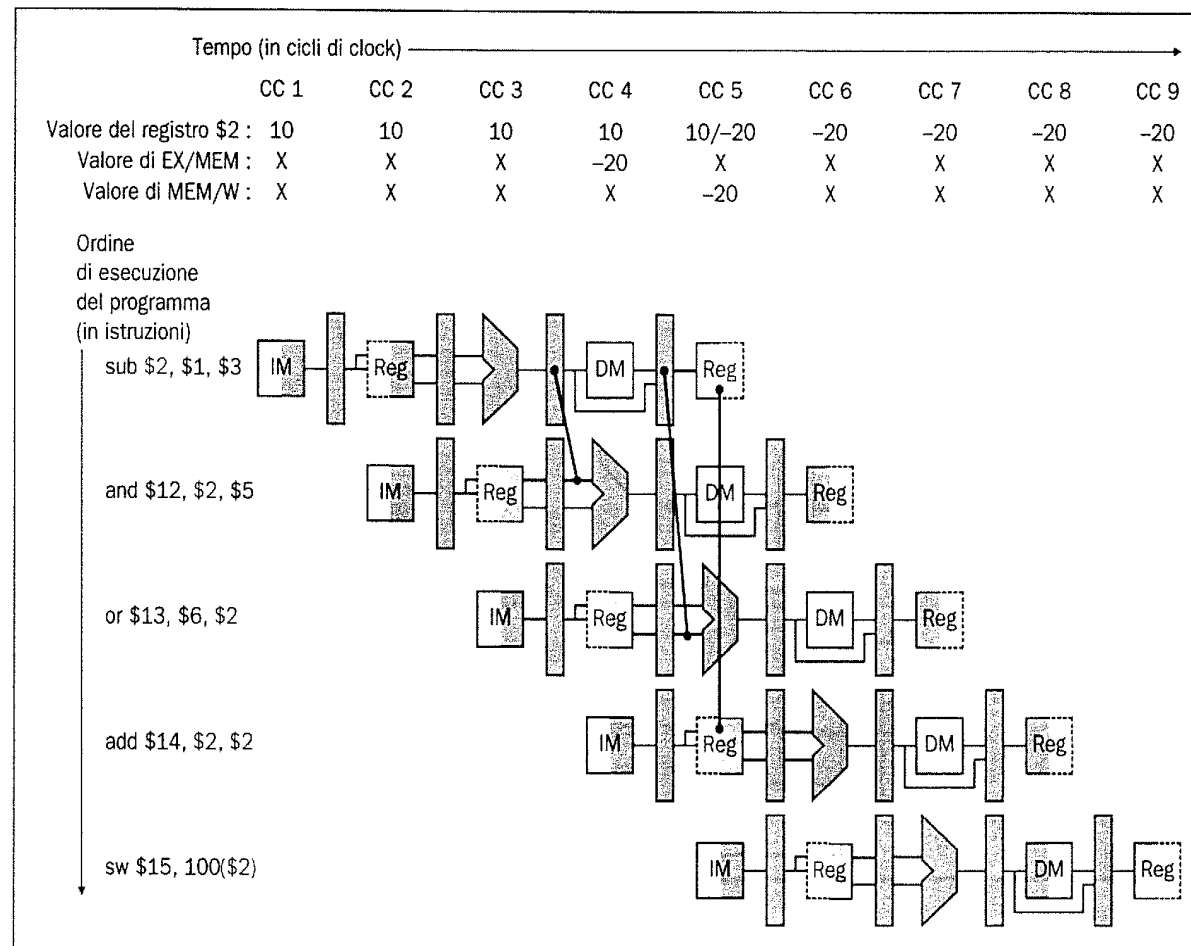 Tempo (in cicli di clock)
CC 1 CC 2 CC 3 CC 4 CC 5 CC 6 CC 7 CC 8 CC 9
Valore del registro $2 : 10 10 10 10 10/–20 –20 –20 –20 –20
Valore di EX/MEM : X X X –20 X X X X X
Valore di MEM/W : X X X X –20 X X X X
Ordine
di esecuzione
del programma
(in istruzioni)
sub $2, $1, $3 IM Reg DM Reg
and $12, $2, $5 IM Reg DM Reg
or $13, $6, $2 IM Reg DM Reg
add $14, $2, $2 IM Reg DM Reg
sw $15, 100($2) IM Reg DM Reg